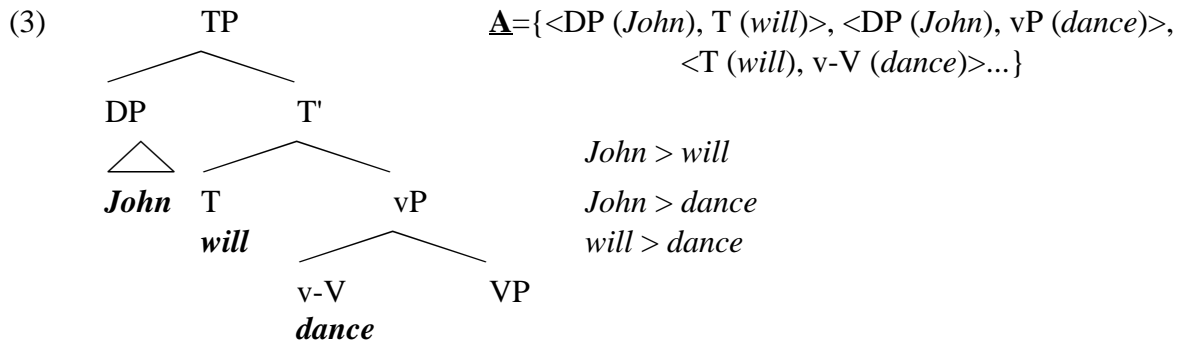 (3) TP A={<DP (John), T (will)>, <DP (John), vP (dance)>,
<T (will), v-V (dance)>...}
DP T'
John > will
John T vP John > dance
will will > dance
v-V VP
dance